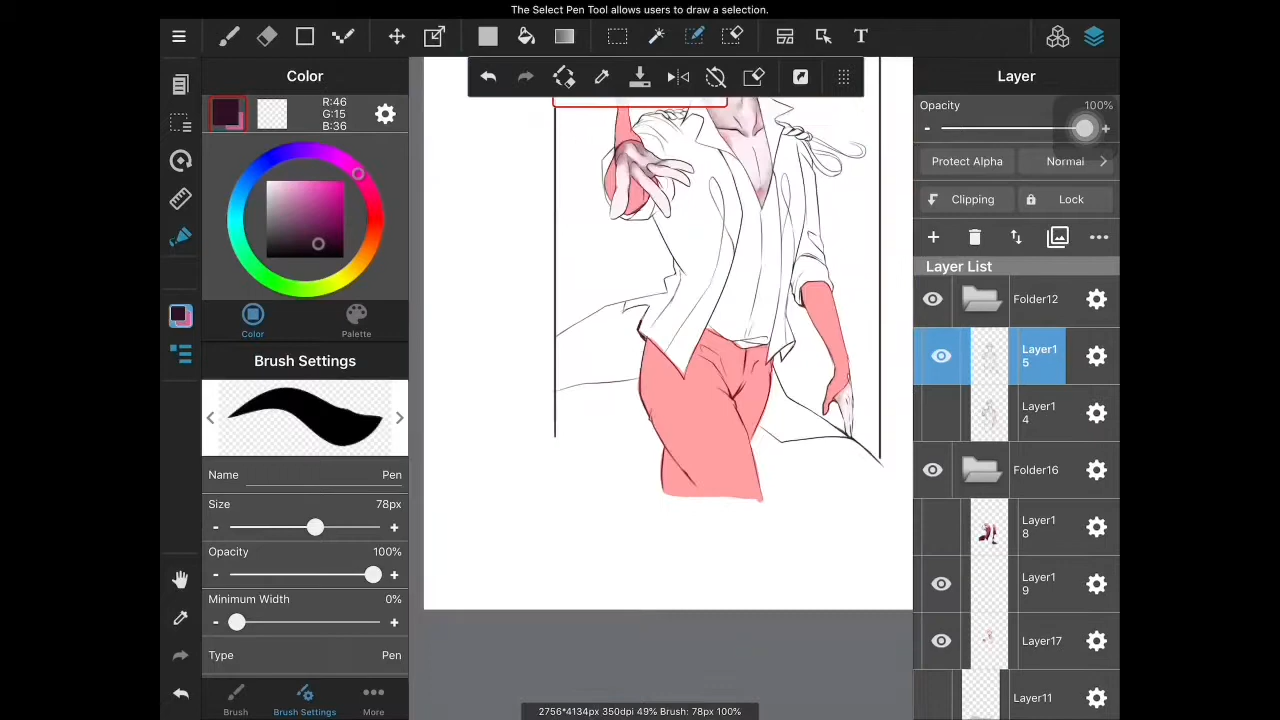 The Select Pen Tool allows users to draw a selection.
T
Color
R:46
G:15
B:36
Color
Palette
Brush Settings
Name
Pen
Size
78px
-
+
Opacity
100%
-
+
Minimum Width
0%
-
+
Type
Pen
Brush
Brush Settings
More
2756*4134px 350dpi 49% Brush: 78px 100%
Layer
Opacity
100%
-
+
Protect Alpha
Normal
Clipping
Lock
Layer List
Folder12
Layer1
5
Layer1
4
Folder16
Layer1
8
Layer1
9
Layer17
Layer11